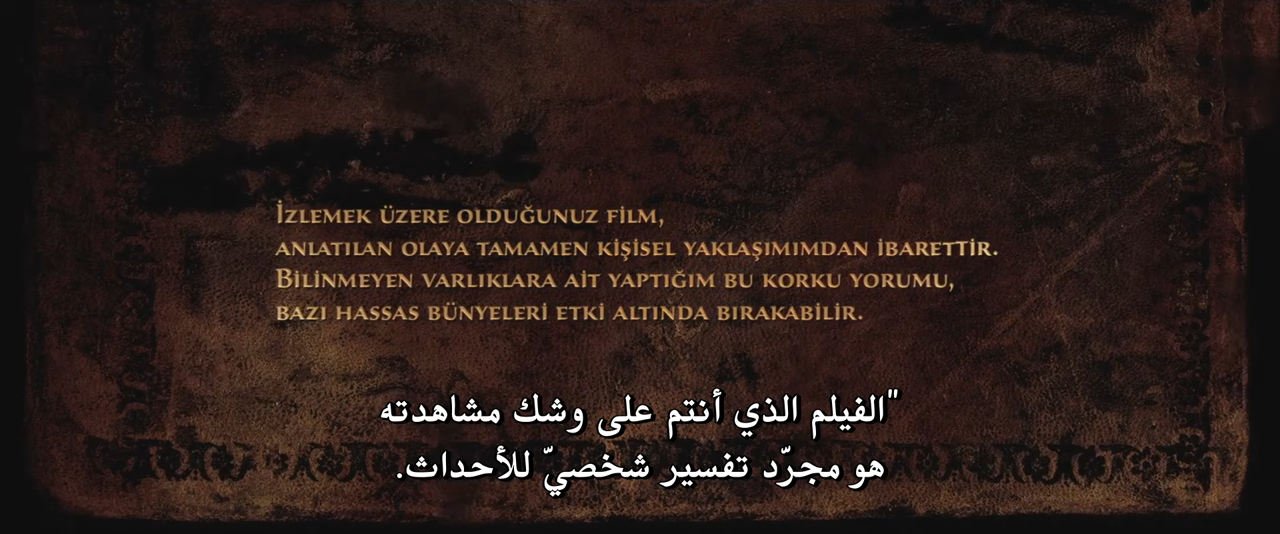 İZLEMEK ÜZERE OLDUĞUNUZ FİLM,
ANLATILAN OLAYA TAMAMEN KİŞİSEL YAKLAŞIMIMDAN İBARETTİR.
BİLİNMEYEN VARLIKLARA AİT YAPTIĞIM BU KORKU YORUMU,
BAZI HASSAS BÜNYELERİ ETKİ ALTINDA BIRAKABİLİR.
"الفيلم الذي أنتم على وشك مشاهدته
هو مجرّد تفسير شخصيّ للأحداث.